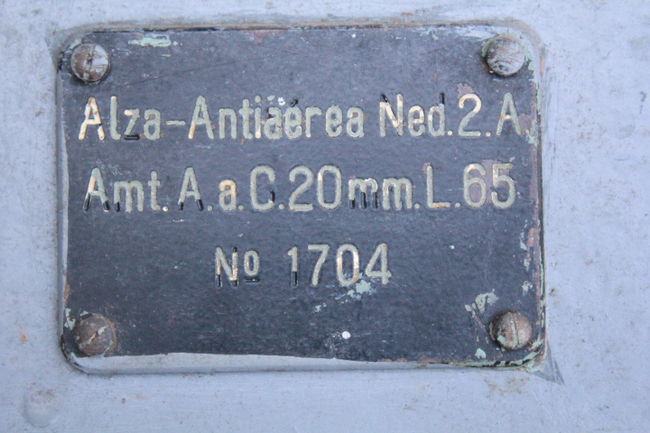 Alza-Antiaérea Ned.2.A
Amt.A.a.C.20mm.L.65
Nº 1704